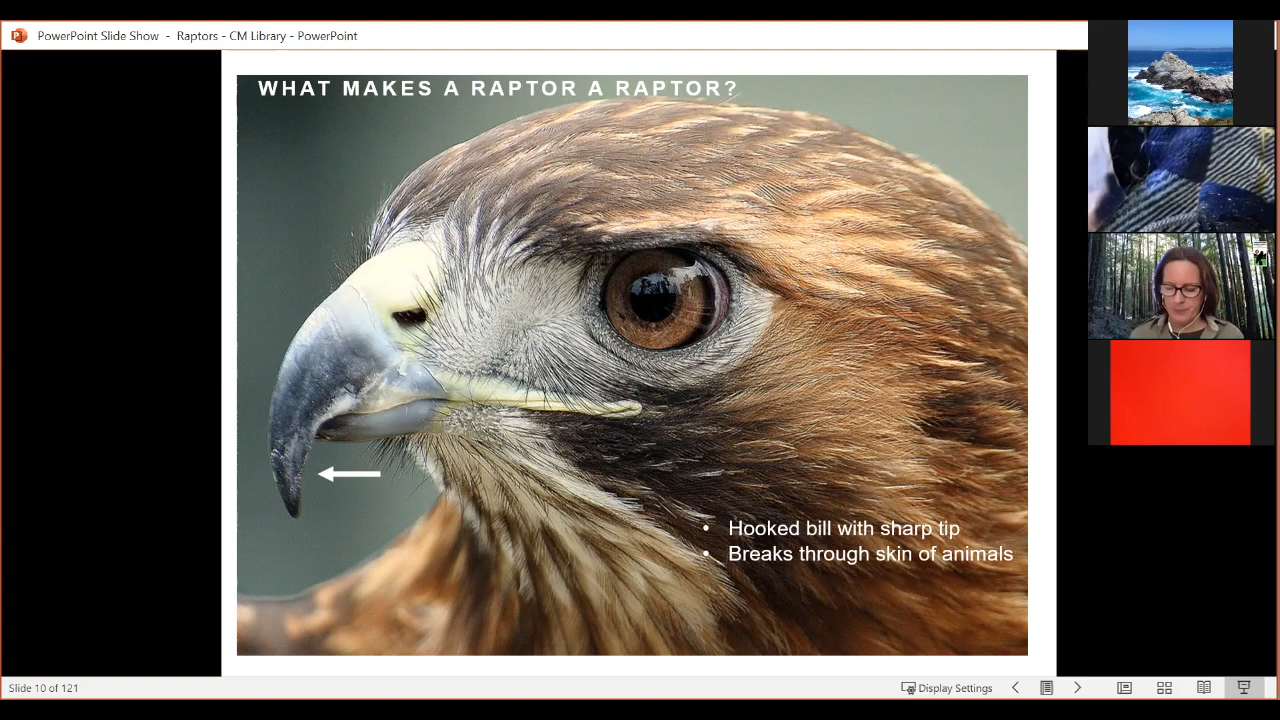 PowerPoint Slide Show - Raptors - CM Library - PowerPoint
WHAT MAKES A RAPTOR A RAPTOR?
• Hooked bill with sharp tip
• Breaks through skin of animals
Slide 10 of 121
Display Settings